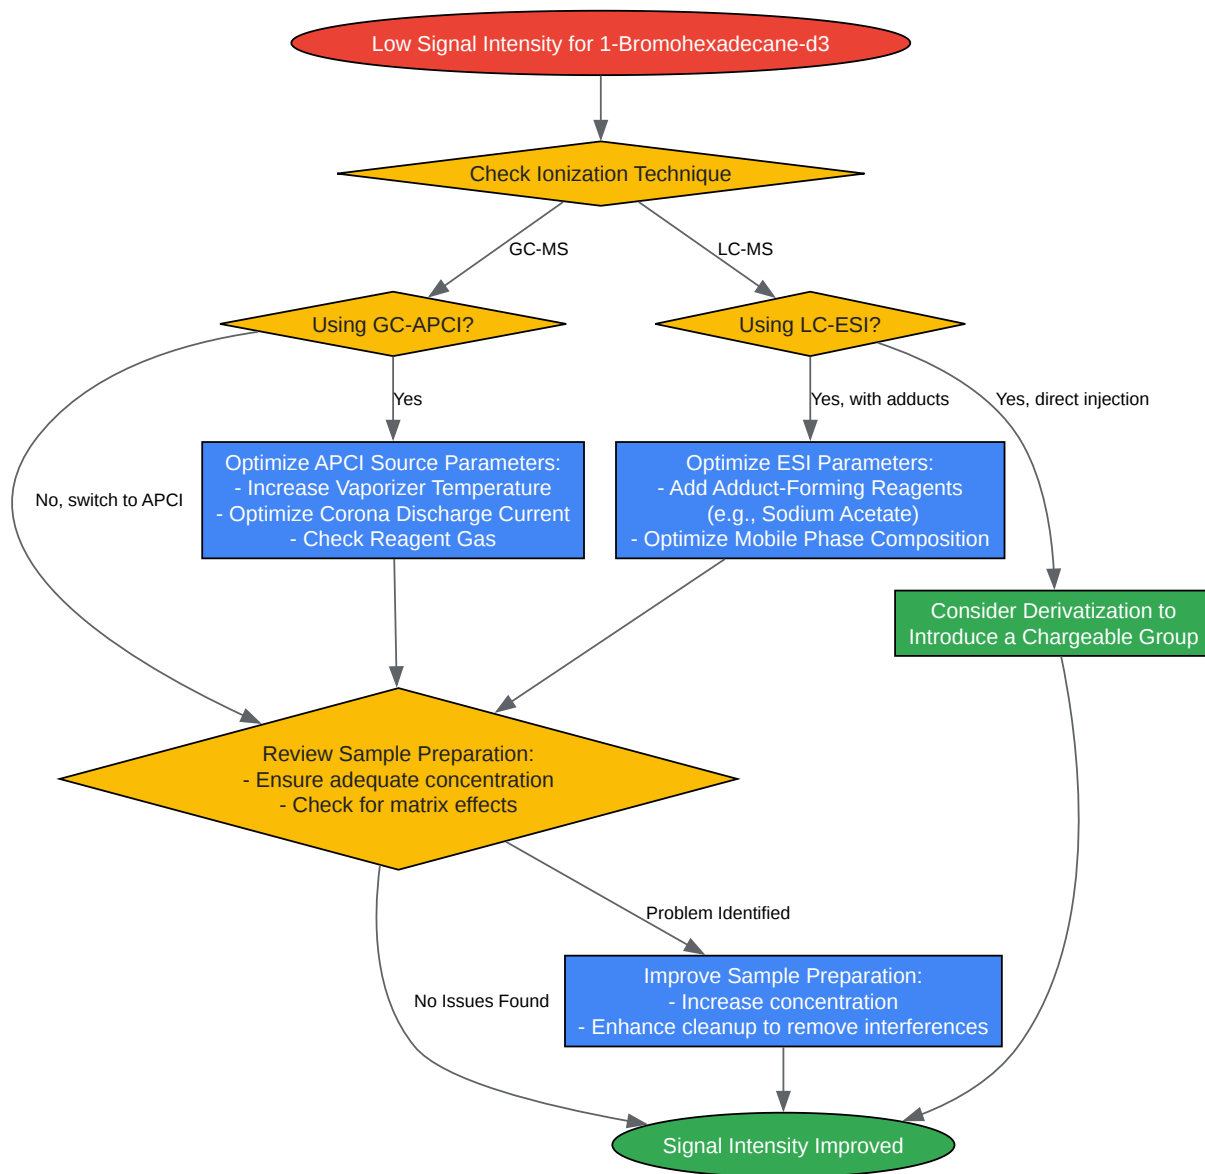 Low Signal Intensity for 1-Bromohexadecane-d3
Check Ionization Technique
GC-MS
LC-MS
Using GC-APCI?
Using LC-ESI?
Yes
Yes, with adducts
Yes, direct injection
No, switch to APCI
Optimize APCI Source Parameters:
- Increase Vaporizer Temperature
- Optimize Corona Discharge Current
- Check Reagent Gas
Optimize ESI Parameters:
- Add Adduct-Forming Reagents
(e.g., Sodium Acetate)
- Optimize Mobile Phase Composition
Consider Derivatization to
Introduce a Chargeable Group
Review Sample Preparation:
- Ensure adequate concentration
- Check for matrix effects
Problem Identified
No Issues Found
Improve Sample Preparation:
- Increase concentration
- Enhance cleanup to remove interferences
Signal Intensity Improved